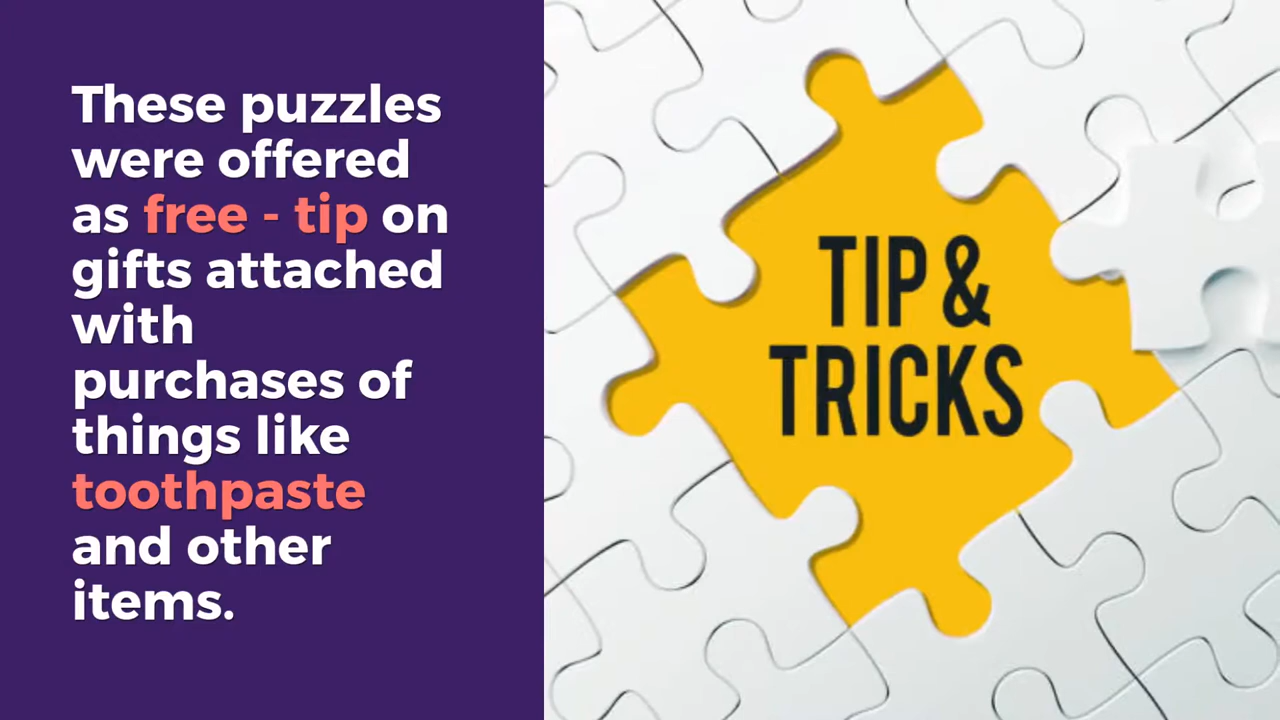 These puzzles
were offered
as free - tip on
gifts attached
with
purchases of
things like
toothpaste
and other
items.
TIP &
TRICKS